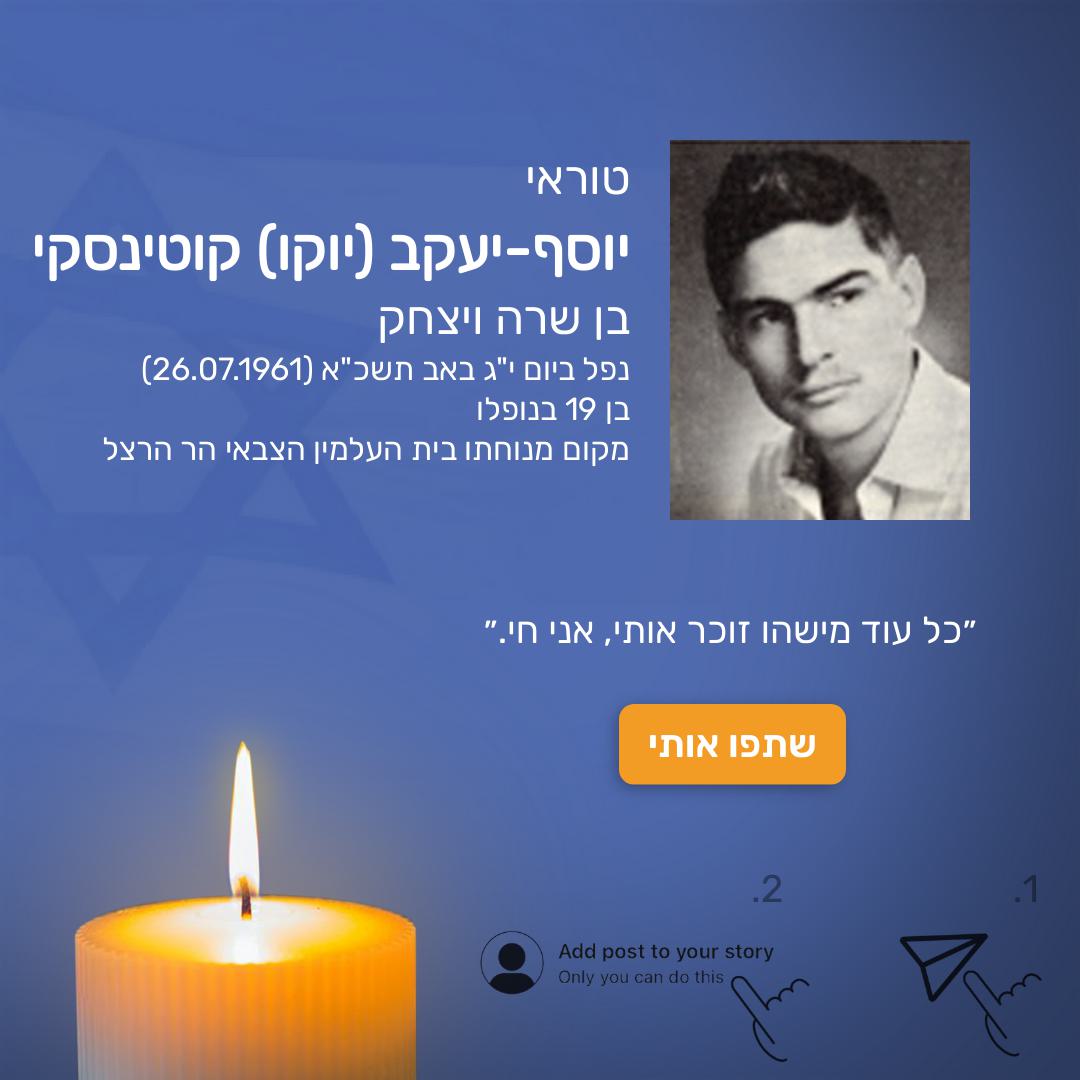 טוראי
יוסף-יעקב (יוקו) קוטינסקי
בן שרה ויצחק
נפל ביום י"ג באב תשכ"א (26.07.1961)
בן 19 בנופלו
מקום מנוחתו בית העלמין הצבאי הר הרצל
״כל עוד מישהו זוכר אותי, אני חי.״
שתפו אותי
1.
2.
Add post to your story
Only you can do this